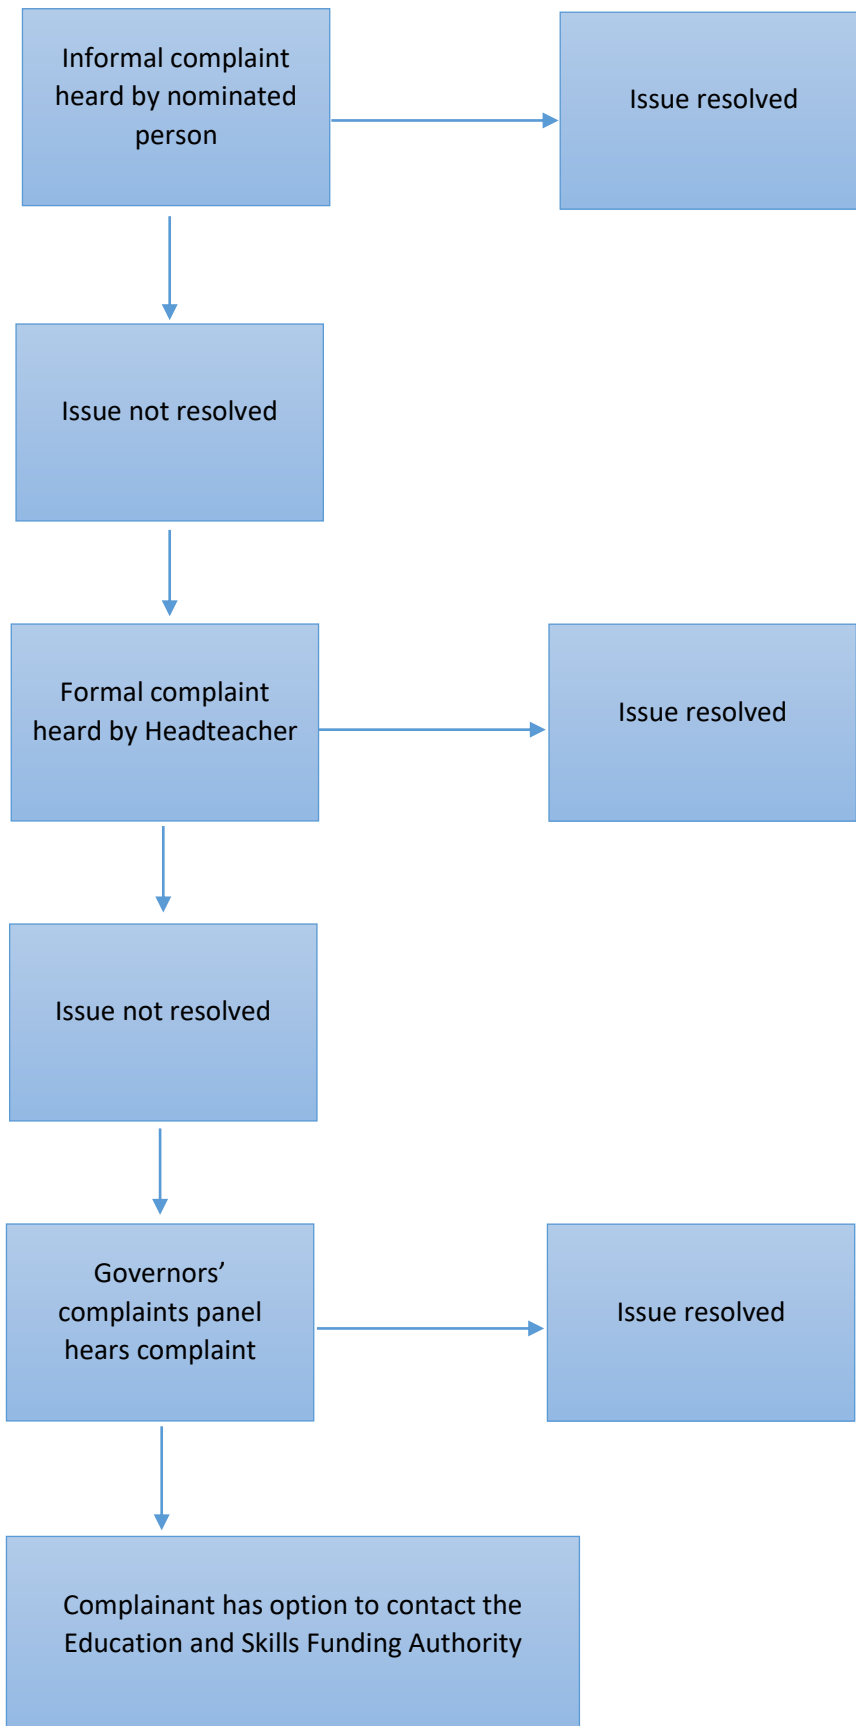 Informal complaint
heard by nominated
person
Issue resolved
Issue not resolved
Formal complaint
heard by Headteacher
Issue resolved
Issue not resolved
Governors’
complaints panel
hears complaint
Issue resolved
Complainant has option to contact the
Education and Skills Funding Authority